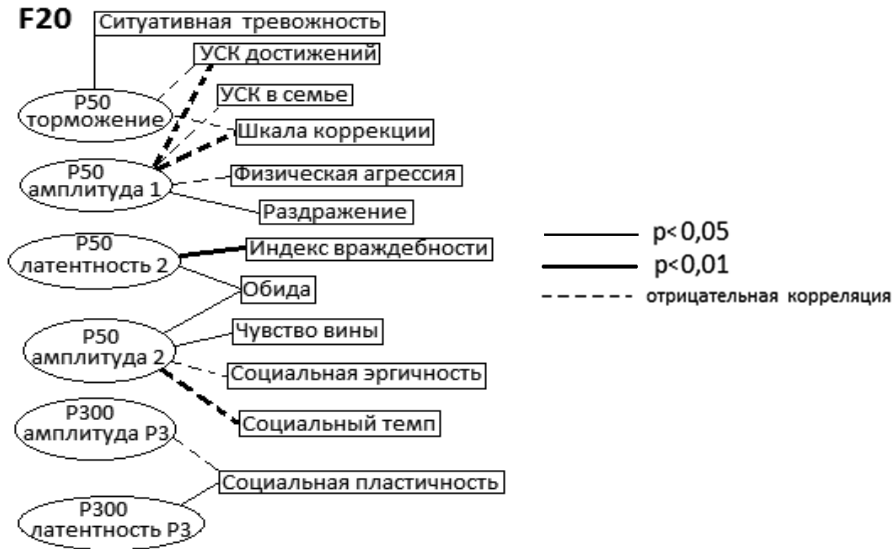 F20
Ситуативная тревожность
УСК достижений
УСК в семье
P50
торможение
Шкала коррекции
P50
амплитуда 1
Физическая агрессия
Раздражение
P50
латентность 2
Индекс враждебности
Обида
P50
амплитуда 2
Чувство вины
Социальная эргичность
Социальный темп
P300
амплитуда P3
Социальная пластичность
P300
латентность P3
p<0,05
p<0,01
отрицательная корреляция